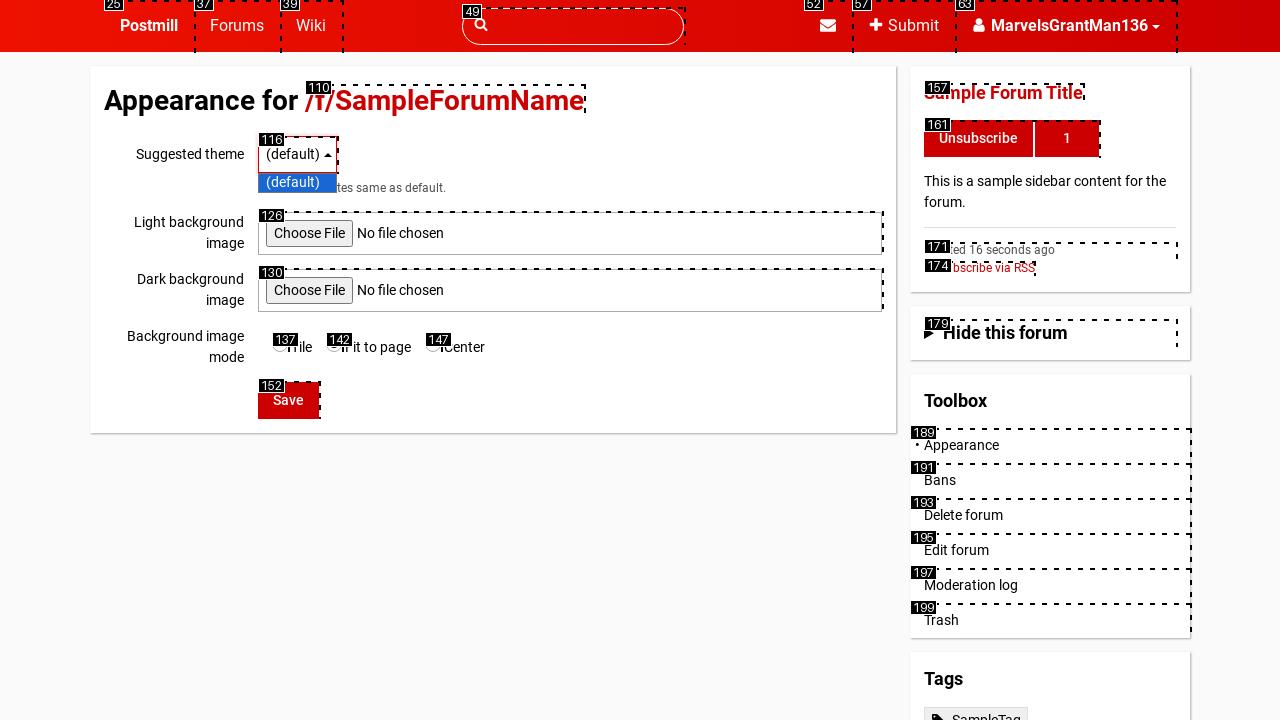 25
37
39
49
52
57
63
Postmill
Forums
Wiki
Submit
MarvelsGrantMan136
110
Appearance for /f/SampleForumName
116
Suggested theme
(default)
(default)
tes same as default.
126
Light background image
Choose File No file chosen
130
Dark background image
Choose File No file chosen
Background image mode
137
142
147
Tile
Fit to page
Center
152
Save
157
Sample Forum Title
161
Unsubscribe
1
This is a sample sidebar content for the forum.
171
ted 16 seconds ago
174
bscribe via RSS
179
Hide this forum
Toolbox
189
Appearance
191
Bans
193
Delete forum
195
Edit forum
197
Moderation log
199
Trash
Tags
SampleTag